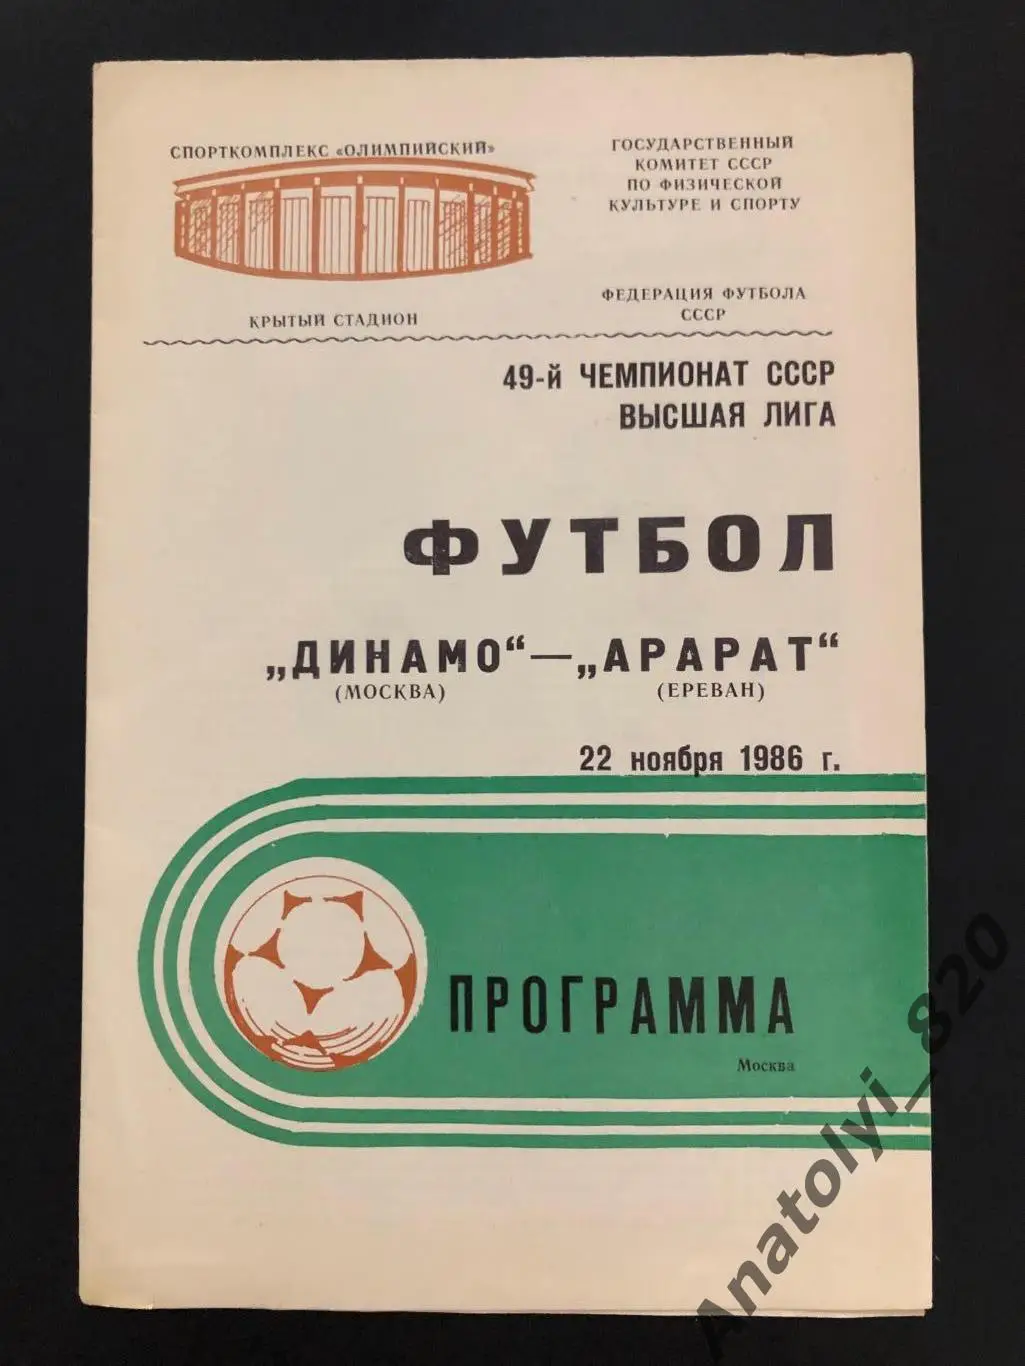 СПОРТКОМПЛЕКС «ОЛИМПИЙСКИЙ»
КРЫТЫЙ СТАДИОН
ГОСУДАРСТВЕННЫЙ
КОМИТЕТ СССР
ПО ФИЗИЧЕСКОЙ
КУЛЬТУРЕ И СПОРТУ
ФЕДЕРАЦИЯ ФУТБОЛА
СССР
49-й ЧЕМПИОНАТ СССР
ВЫСШАЯ ЛИГА
ФУТБОЛ
„ДИНАМО“—„АРАРАТ“
(МОСКВА) (ЕРЕВАН)
22 ноября 1986 г.
ПРОГРАММА
Москва
Anatolyi_820